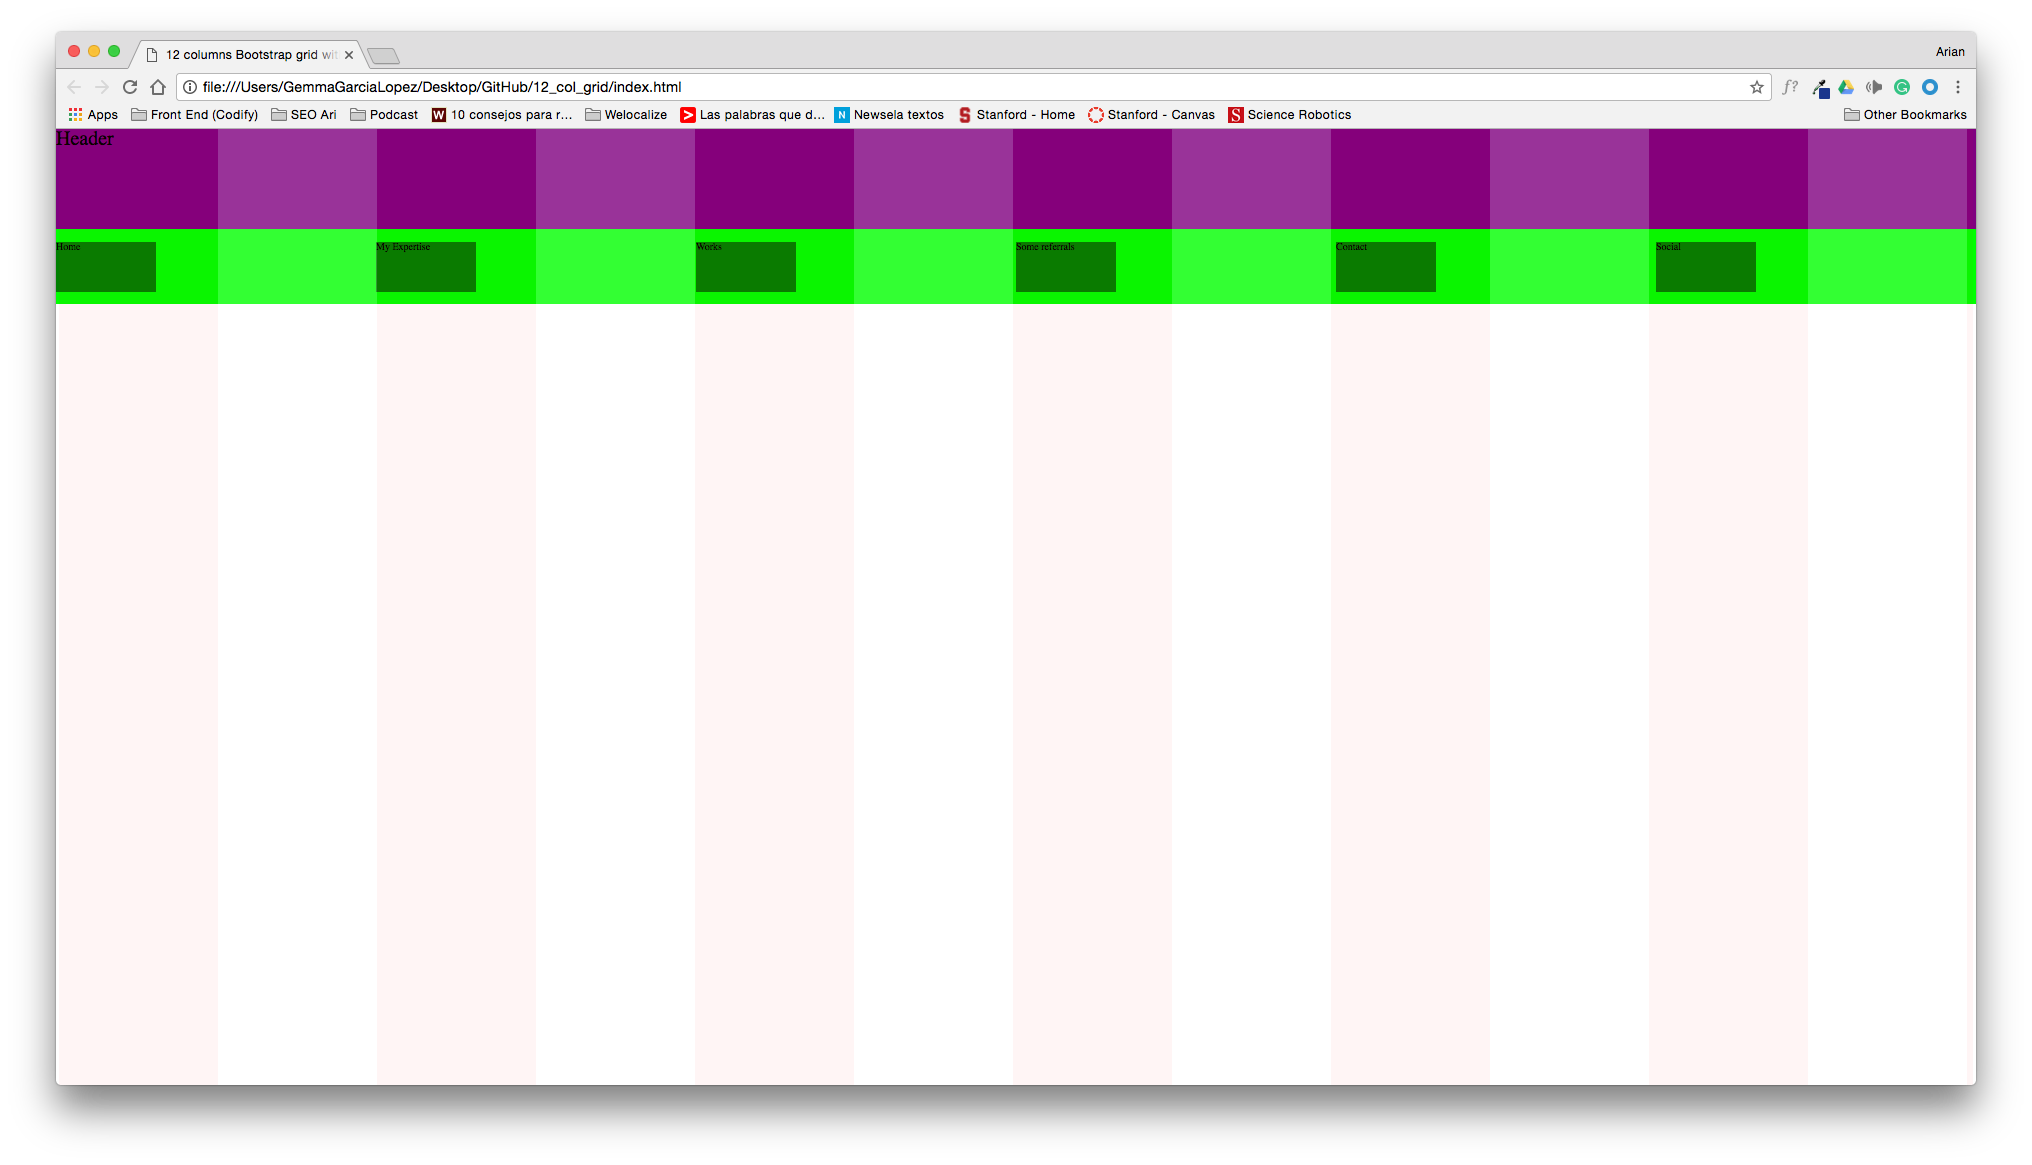 12 columns Bootstrap grid wit
Arian
file:///Users/GemmaGarciaLopez/Desktop/GitHub/12_col_grid/index.html
f?
Apps Front End (Codify) SEO Ari Podcast W 10 consejos para r... Welocalize Las palabras que d... N Newsela textos S Stanford - Home Stanford - Canvas S Science Robotics Other Bookmarks
Header
Home My Expertise Works Some referrals Contact Social